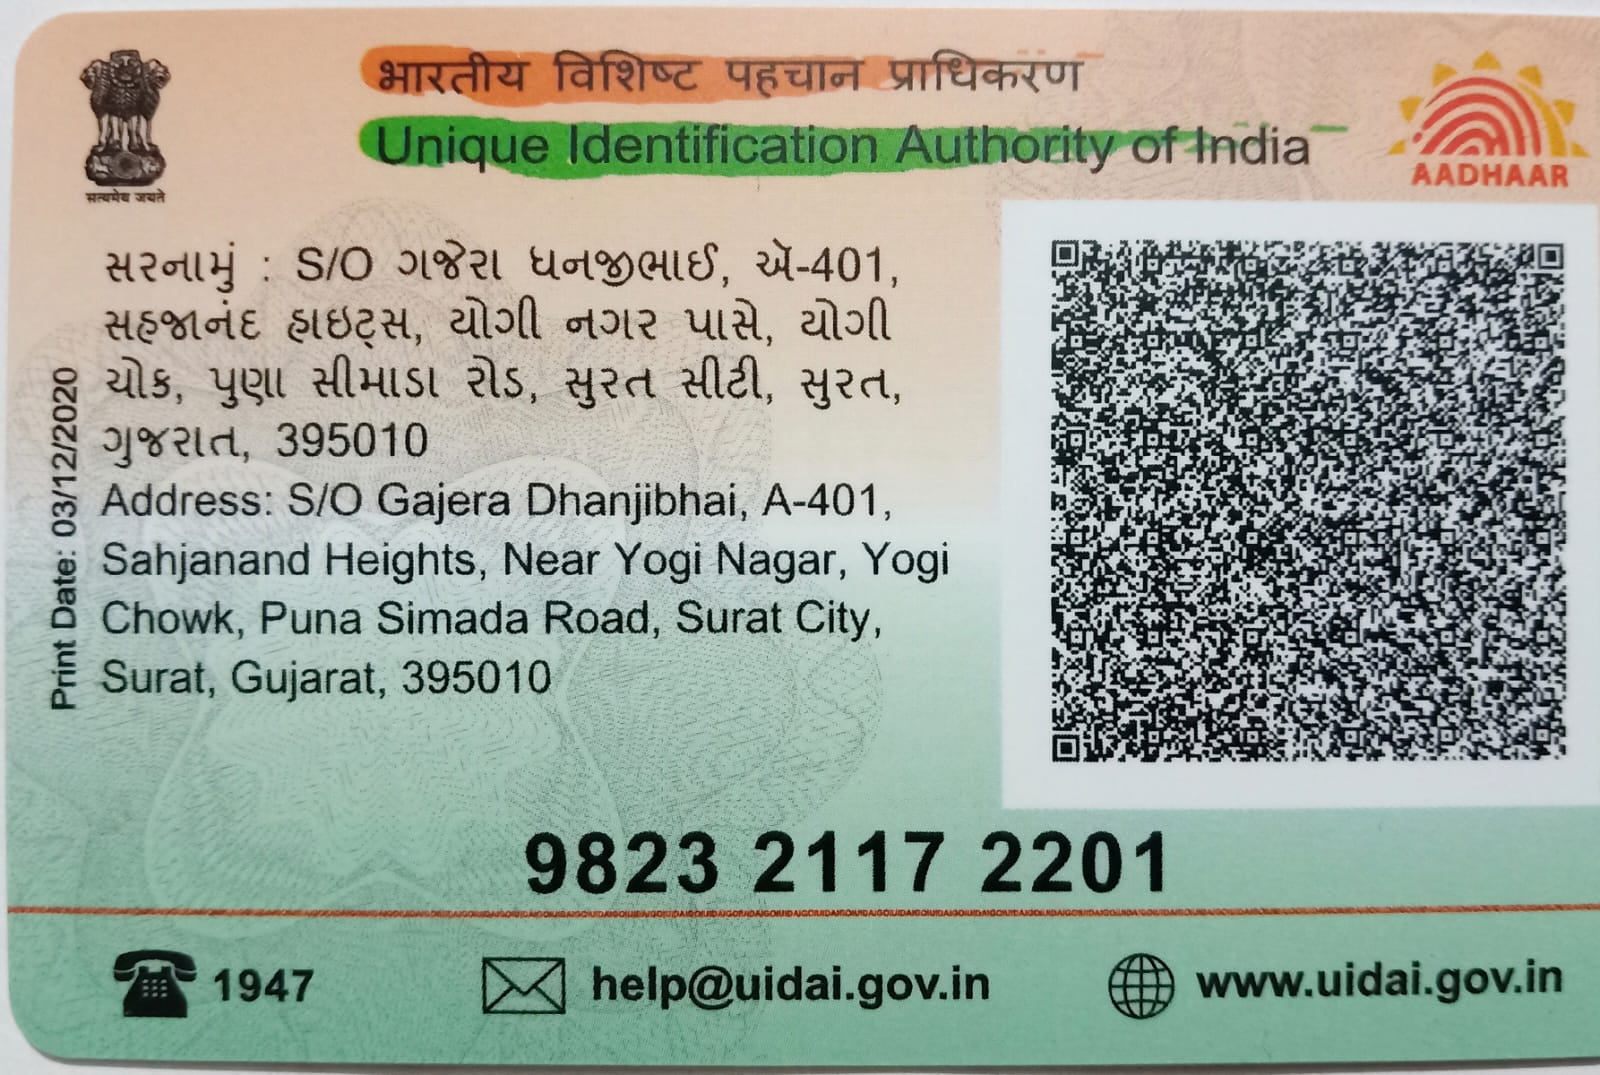 भारतीय विशिष्ट पहचान प्राधिकरण
Unique Identification Authority of India
AADHAAR
सत्यमेव जयते
સરનામું : S/O ગજેરા ધનજીભાઈ, એ-401,
સહજાનંદ હાઇટ્સ, યોગી નગર પાસે, યોગી
ચોક, પુણા સીમાડા રોડ, સુરત સીટી, સુરત,
ગુજરાત, 395010
Address: S/O Gajera Dhanjibhai, A-401,
Sahjanand Heights, Near Yogi Nagar, Yogi
Chowk, Puna Simada Road, Surat City,
Surat, Gujarat, 395010
Print Date: 03/12/2020
9823 2117 2201
1947
help@uidai.gov.in
www.uidai.gov.in